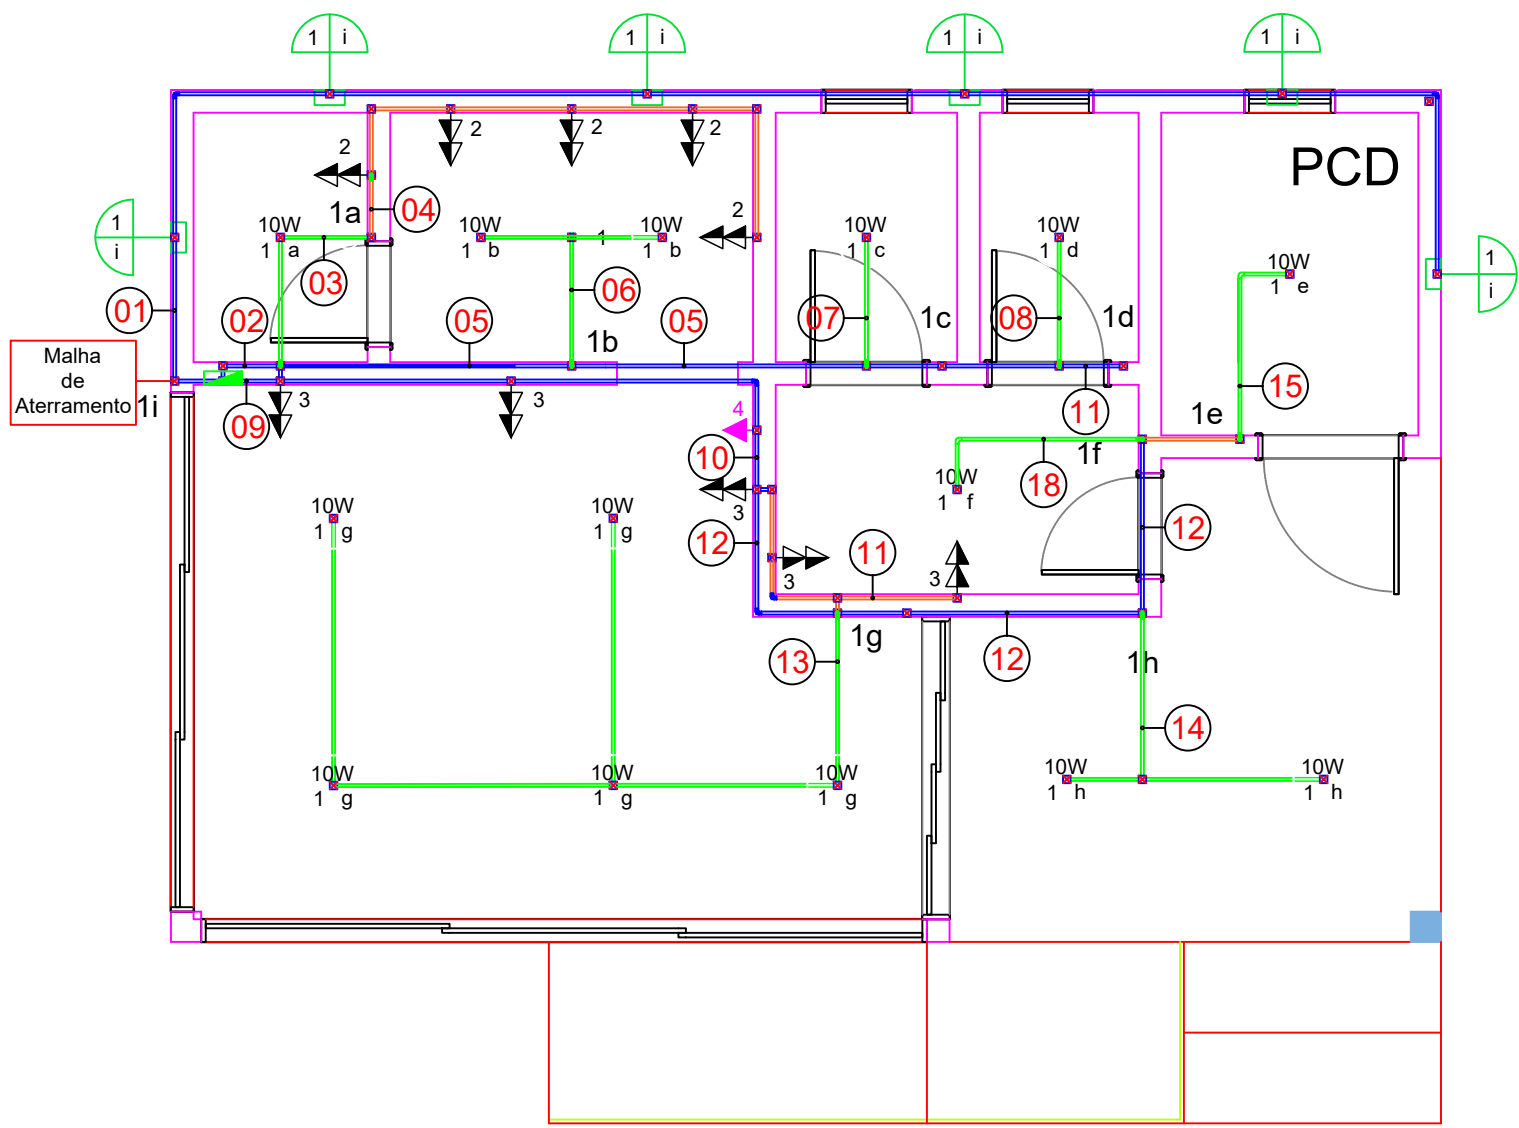 1 i
1 i
1 i
1 i
2
2
2
2
PCD
1a
04
2
10W
1 a
10W
1 b
1
10W
1 b
10W
1 c
10W
1 d
1
i
1
i
10W
1 e
03
06
01
02
05
05
07
1c
08
1d
1b
Malha
de
Aterramento
1i
09
3
3
4
11
15
1e
10
1f
10W
1 f
18
3
10W
1 g
10W
1 g
12
12
11
3
3
1g
13
12
1h
14
10W
1 g
10W
1 g
10W
1 g
10W
1 h
10W
1 h